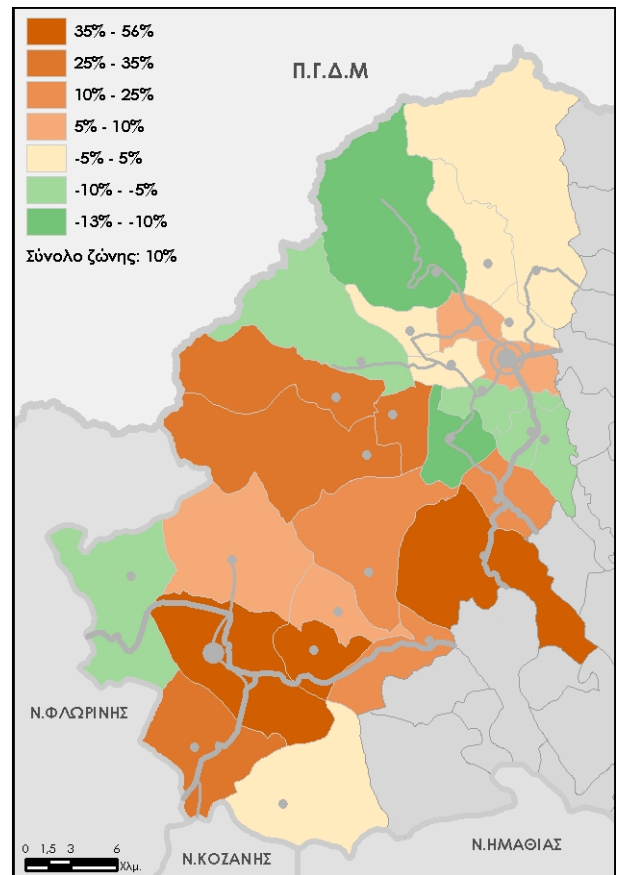 35% - 56%
25% - 35%
10% - 25%
5% - 10%
-5% - 5%
-10% - -5%
-13% - -10%
Σύνολο ζώνης: 10%
Π.Γ.Δ.Μ
Ν.ΦΛΩΡΙΝΗΣ
Ν.ΚΟΖΑΝΗΣ
Ν.ΗΜΑΘΙΑΣ
0 1,5 3 6
Χλμ.